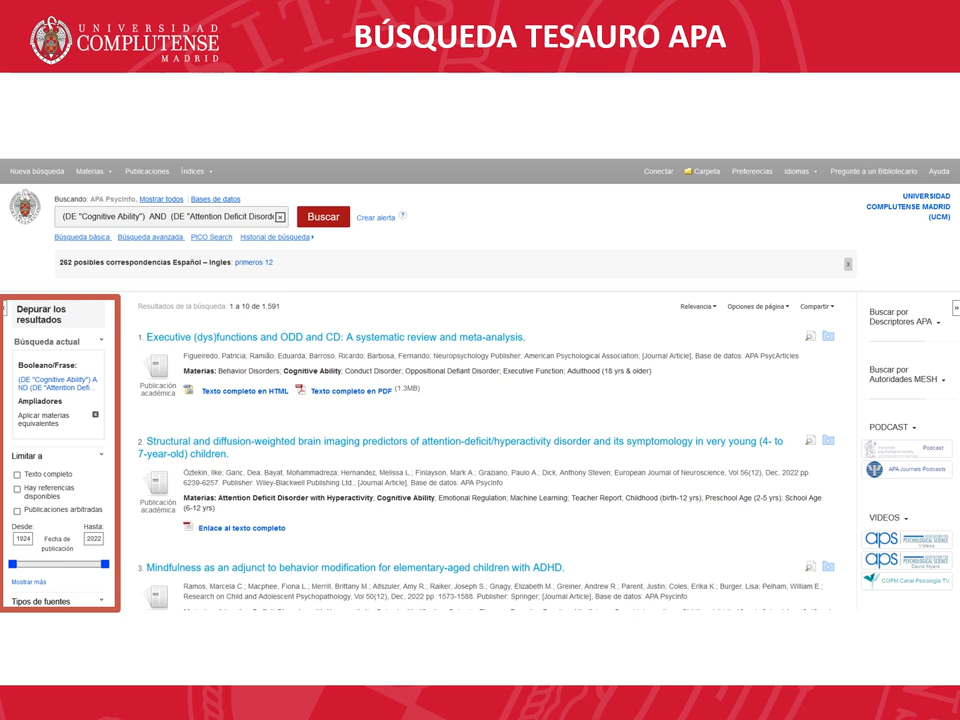 UNIVERSIDAD
COMPLUTENSE
MADRID
BÚSQUEDA TESAURO APA
Nueva búsqueda Materias Publicaciones Índices Conectar Carpeta Preferencias Idiomas Pregunte a un Bibliotecario Ayuda
Buscando: APA PsycInfo, Mostrar todos Bases de datos
(DE "Cognitive Ability") AND (DE "Attention Deficit Disorde
Buscar
Crear alerta
Búsqueda básica Búsqueda avanzada PICO Search Historial de búsqueda
UNIVERSIDAD
COMPLUTENSE MADRID
(UCM)
262 posibles correspondencias Español – Ingles: primeros 12
x
Depurar los
resultados
Búsqueda actual
Booleano/Frase:
(DE "Cognitive Ability") A
ND (DE "Attention Defi...
Ampliadores
Aplicar materias
equivalentes
Limitar a
Texto completo
Hay referencias
disponibles
Publicaciones arbitradas
Desde: Hasta:
1924 Fecha de 2022
publicación
Mostrar más
Tipos de fuentes
Resultados de la búsqueda: 1 a 10 de 1,591
Relevancia Opciones de página Compartir
1. Executive (dys)functions and ODD and CD: A systematic review and meta-analysis.
Figueiredo, Patrícia; Ramião, Eduarda; Barroso, Ricardo; Barbosa, Fernando; Neuropsychology Publisher: American Psychological Association; [Journal Article], Base de datos: APA PsycArticles
Materias: Behavior Disorders; Cognitive Ability; Conduct Disorder; Oppositional Defiant Disorder; Executive Function; Adulthood (18 yrs & older)
Publicación
académica
Texto completo en HTML Texto completo en PDF (1.3MB)
2. Structural and diffusion-weighted brain imaging predictors of attention-deficit/hyperactivity disorder and its symptomology in very young (4- to
7-year-old) children.
Öztekin, Ilke; Garic, Dea; Bayat, Mohammadreza; Hernandez, Melissa L.; Finlayson, Mark A.; Graziano, Paulo A.; Dick, Anthony Steven; European Journal of Neuroscience, Vol 56(12), Dec, 2022 pp.
6239-6257. Publisher: Wiley-Blackwell Publishing Ltd.; [Journal Article], Base de datos: APA PsycInfo
Materias: Attention Deficit Disorder with Hyperactivity; Cognitive Ability; Emotional Regulation; Machine Learning; Teacher Report; Childhood (birth-12 yrs); Preschool Age (2-5 yrs); School Age
(6-12 yrs)
Publicación
académica
Enlace al texto completo
3. Mindfulness as an adjunct to behavior modification for elementary-aged children with ADHD.
Ramos, Marcela C.; Macphee, Fiona L.; Merrill, Brittany M.; Altszuler, Amy R.; Raiker, Joseph S.; Gnagy, Elizabeth M.; Greiner, Andrew R.; Parent, Justin; Coles, Erika K.; Burger, Lisa; Pelham, William E.;
Research on Child and Adolescent Psychopathology, Vol 50(12), Dec, 2022 pp. 1573-1588. Publisher: Springer; [Journal Article], Base de datos: APA PsycInfo
Buscar por
Descriptores APA
Buscar por
Autoridades MESH
PODCAST
Podcast
APA Journals Podcasts
VIDEOS
aps ASSOCIATION FOR
PSYCHOLOGICAL SCIENCE
Videos
aps ASSOCIATION FOR
PSYCHOLOGICAL SCIENCE
David Myers
COPM Canal Psicología TV